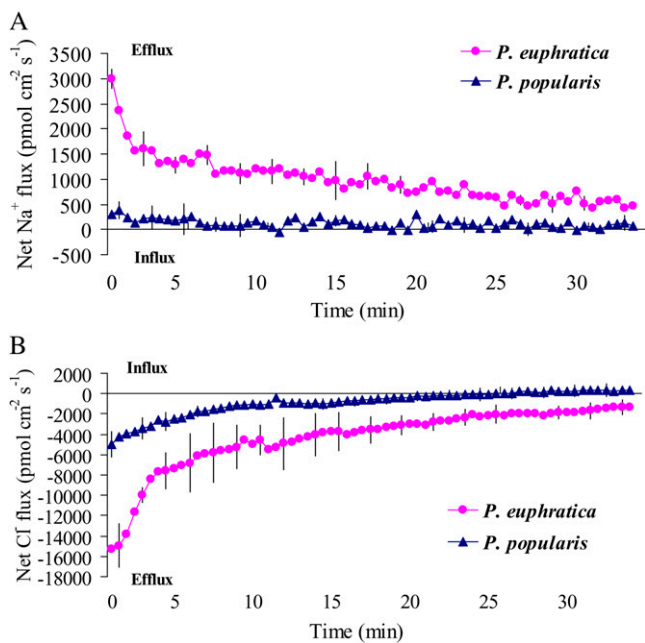 A
Efflux
P. euphratica
P. popularis
Net Na+ flux (pmol cm-2 s-1)
3500
3000
2500
2000
1500
1000
500
0
-500
Influx
0 5 10 15 20 25 30
Time (min)
B
Influx
Net Cl- flux (pmol cm-2 s-1)
2000
0
-2000
-4000
-6000
-8000
-10000
-12000
-14000
-16000
-18000
P. euphratica
P. popularis
Efflux
0 5 10 15 20 25 30
Time (min)